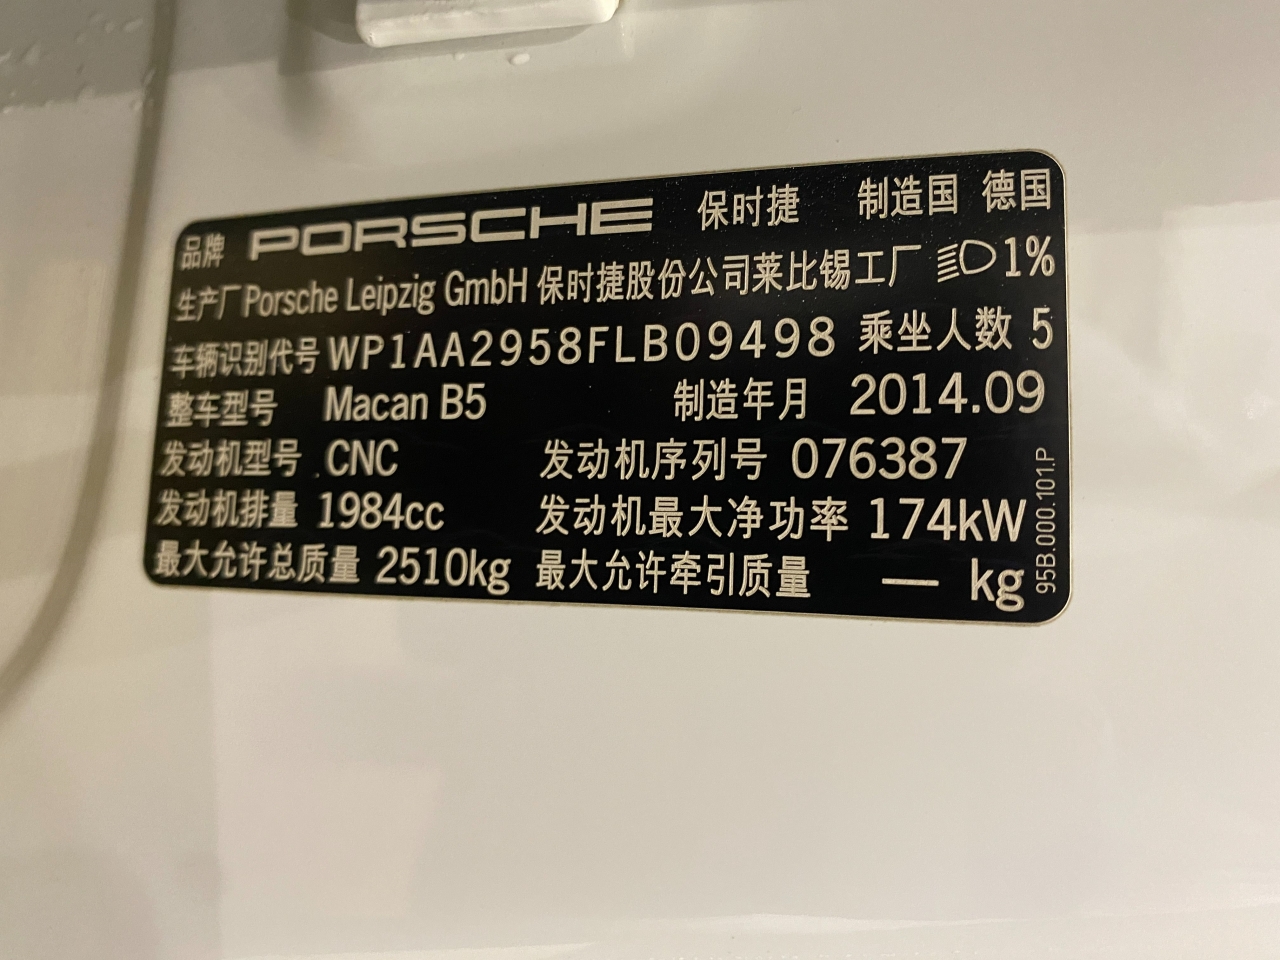 品牌 PORSCHE 保时捷 制造国 德国
生产厂 Porsche Leipzig GmbH 保时捷股份公司莱比锡工厂 1%
车辆识别代号 WP1AA2958FLB09498 乘坐人数 5
整车型号 Macan B5 制造年月 2014.09
发动机型号 CNC 发动机序列号 076387
发动机排量 1984cc 发动机最大净功率 174kW
最大允许总质量 2510kg 最大允许牵引质量 — kg
95B.000.101.P